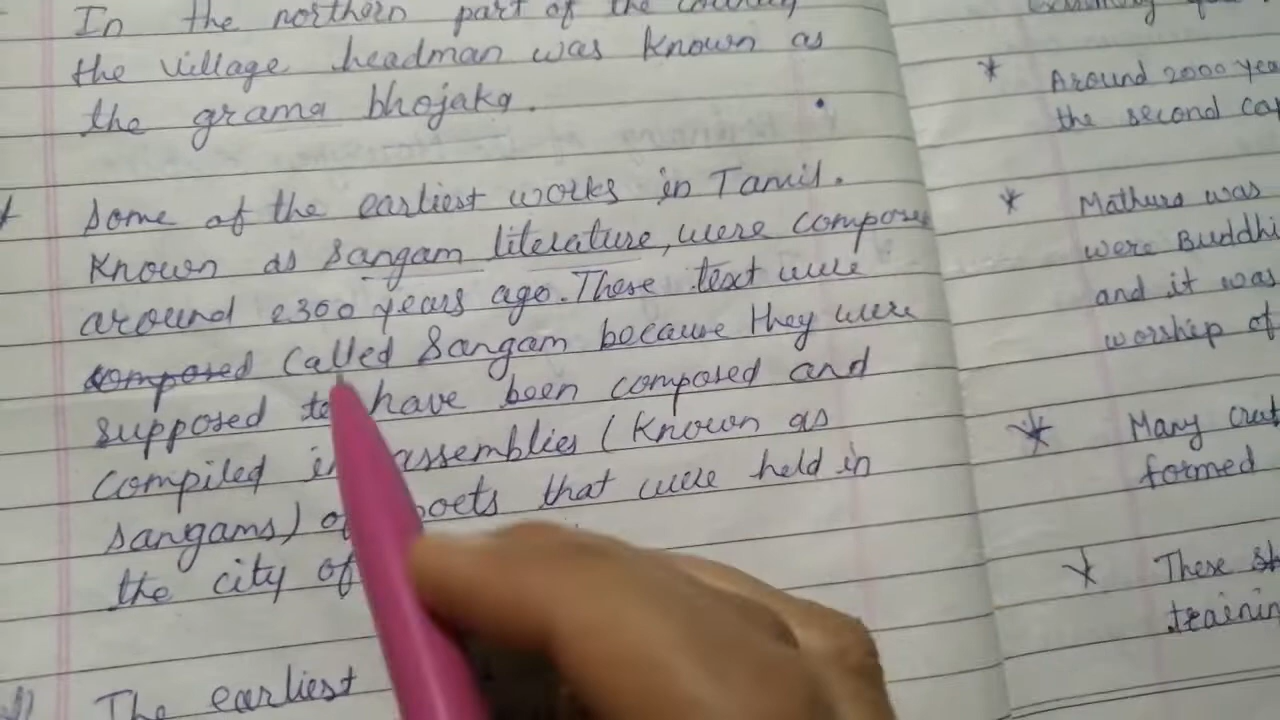 In the northern part of the country
the village headman was known as
the grama bhojaka.
Some of the earliest works in Tamil.
Known as Sangam literature, were compose
around 2300 years ago. These text were
composed Called Sangam because they were
supposed to have been composed and
compiled in assemblies (Known as
sangams) of poets that were held in
the city of
The earliest
* Around 2000 yea
the second cap
* Mathura was
were Buddhi
and it was
worship of
* Many craf
formed
* These
trainin